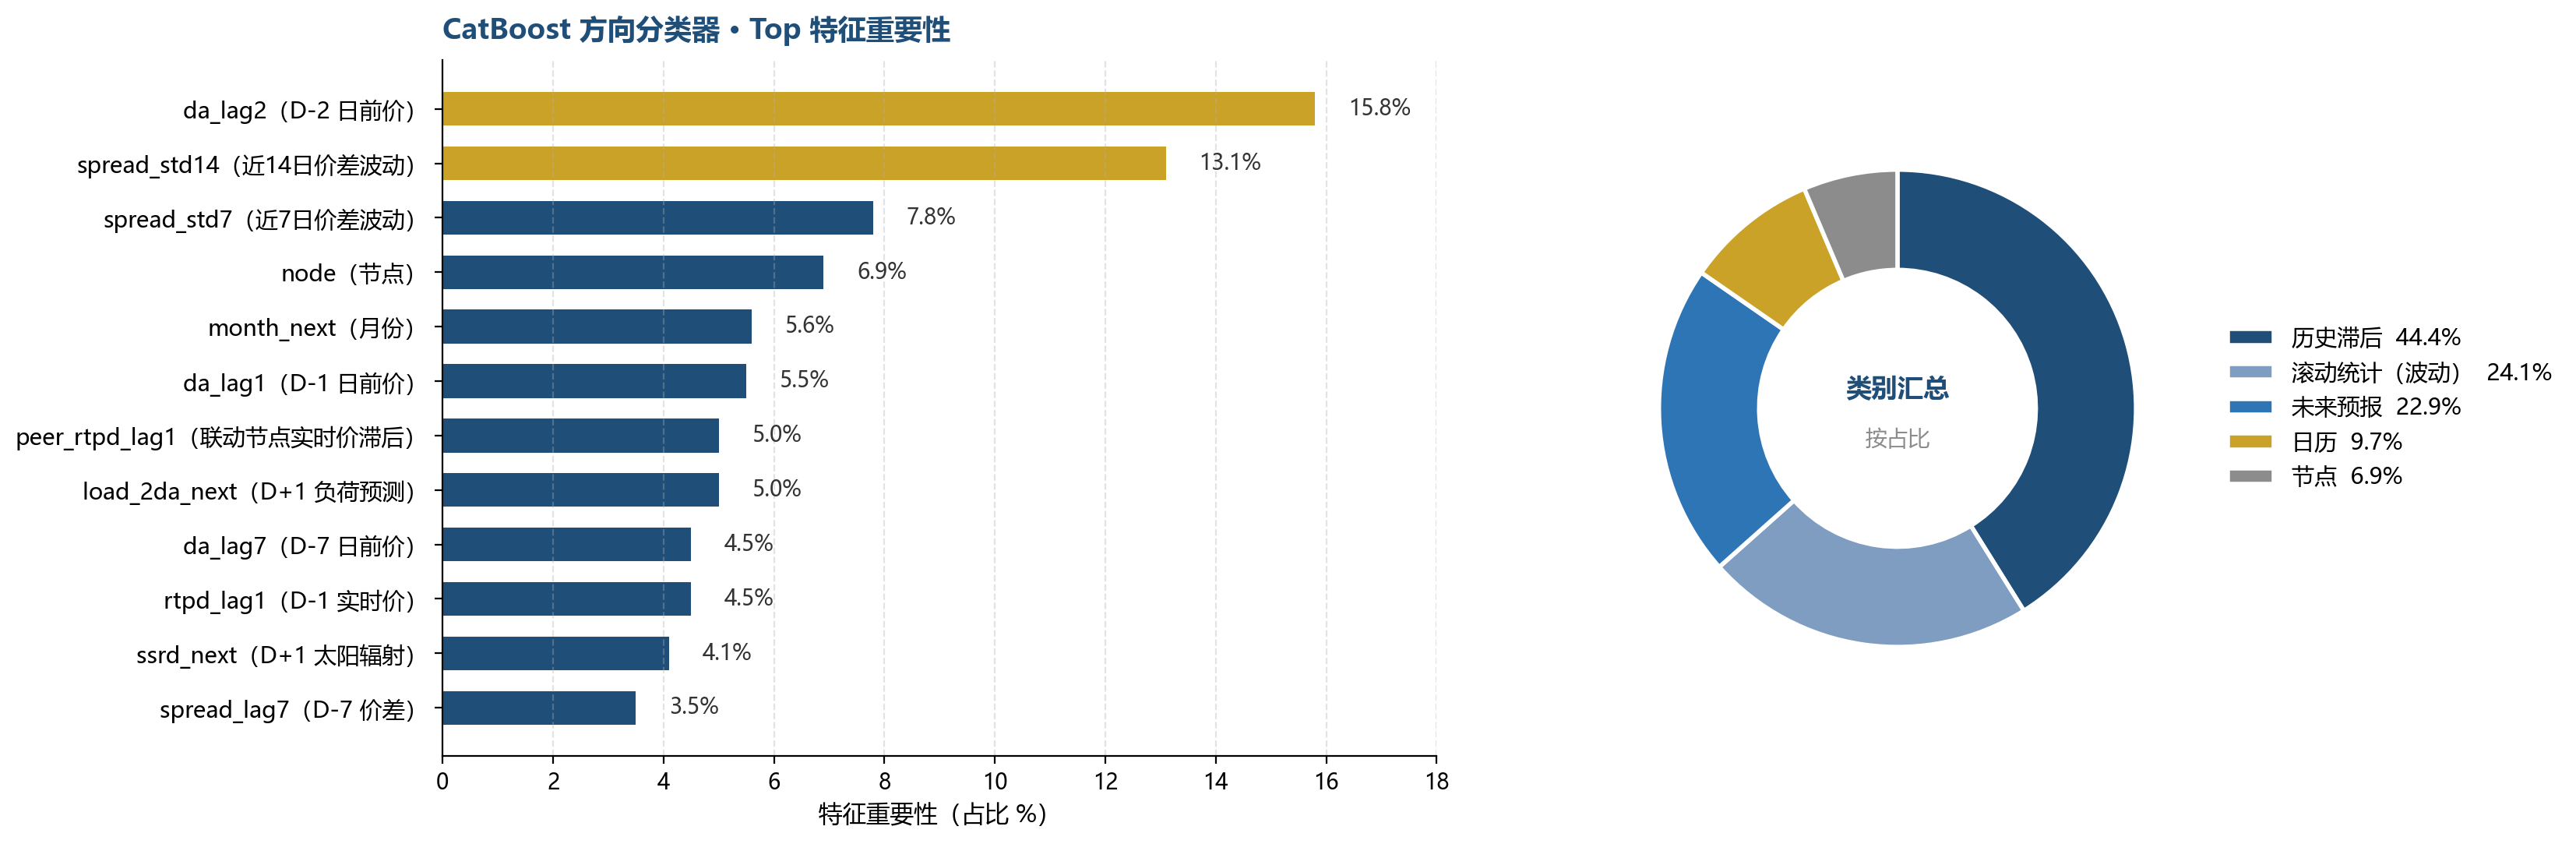 CatBoost 方向分类器 • Top 特征重要性
da_lag2（D-2 日前价） 15.8%
spread_std14（近14日价差波动） 13.1%
spread_std7（近7日价差波动） 7.8%
node（节点） 6.9%
month_next（月份） 5.6%
da_lag1（D-1 日前价） 5.5%
peer_rtpd_lag1（联动节点实时价滞后） 5.0%
load_2da_next（D+1 负荷预测） 5.0%
da_lag7（D-7 日前价） 4.5%
rtpd_lag1（D-1 实时价） 4.5%
ssrd_next（D+1 太阳辐射） 4.1%
spread_lag7（D-7 价差） 3.5%
0 2 4 6 8 10 12 14 16 18
特征重要性（占比 %）
类别汇总
按占比
历史滞后 44.4%
滚动统计（波动） 24.1%
未来预报 22.9%
日历 9.7%
节点 6.9%